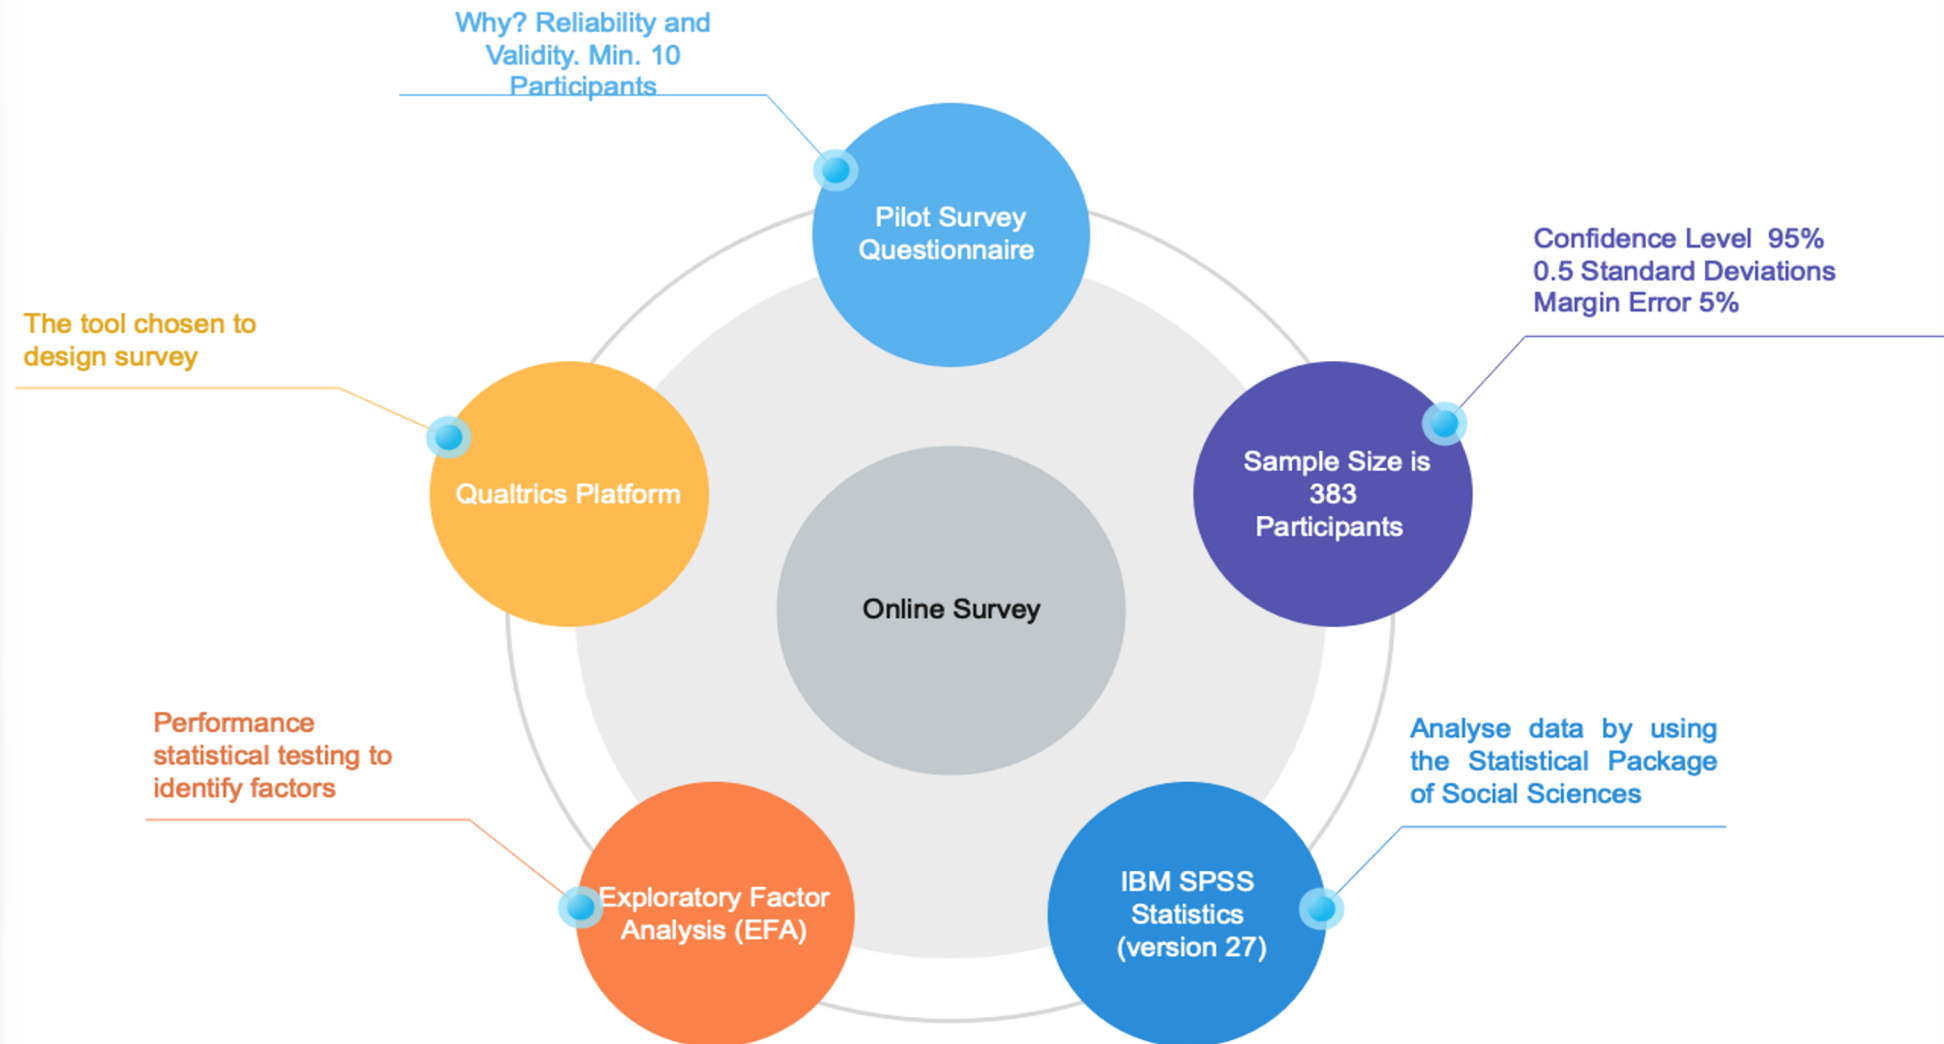 Why? Reliability and
Validity. Min. 10
Participants
Pilot Survey
Questionnaire
Confidence Level  95%
0.5 Standard Deviations
Margin Error 5%
The tool chosen to
design survey
Qualtrics Platform
Sample Size is
383
Participants
Online Survey
Performance
statistical testing to
identify factors
Analyse data by using
the Statistical Package
of Social Sciences
Exploratory Factor
Analysis (EFA)
IBM SPSS
Statistics
(version 27)